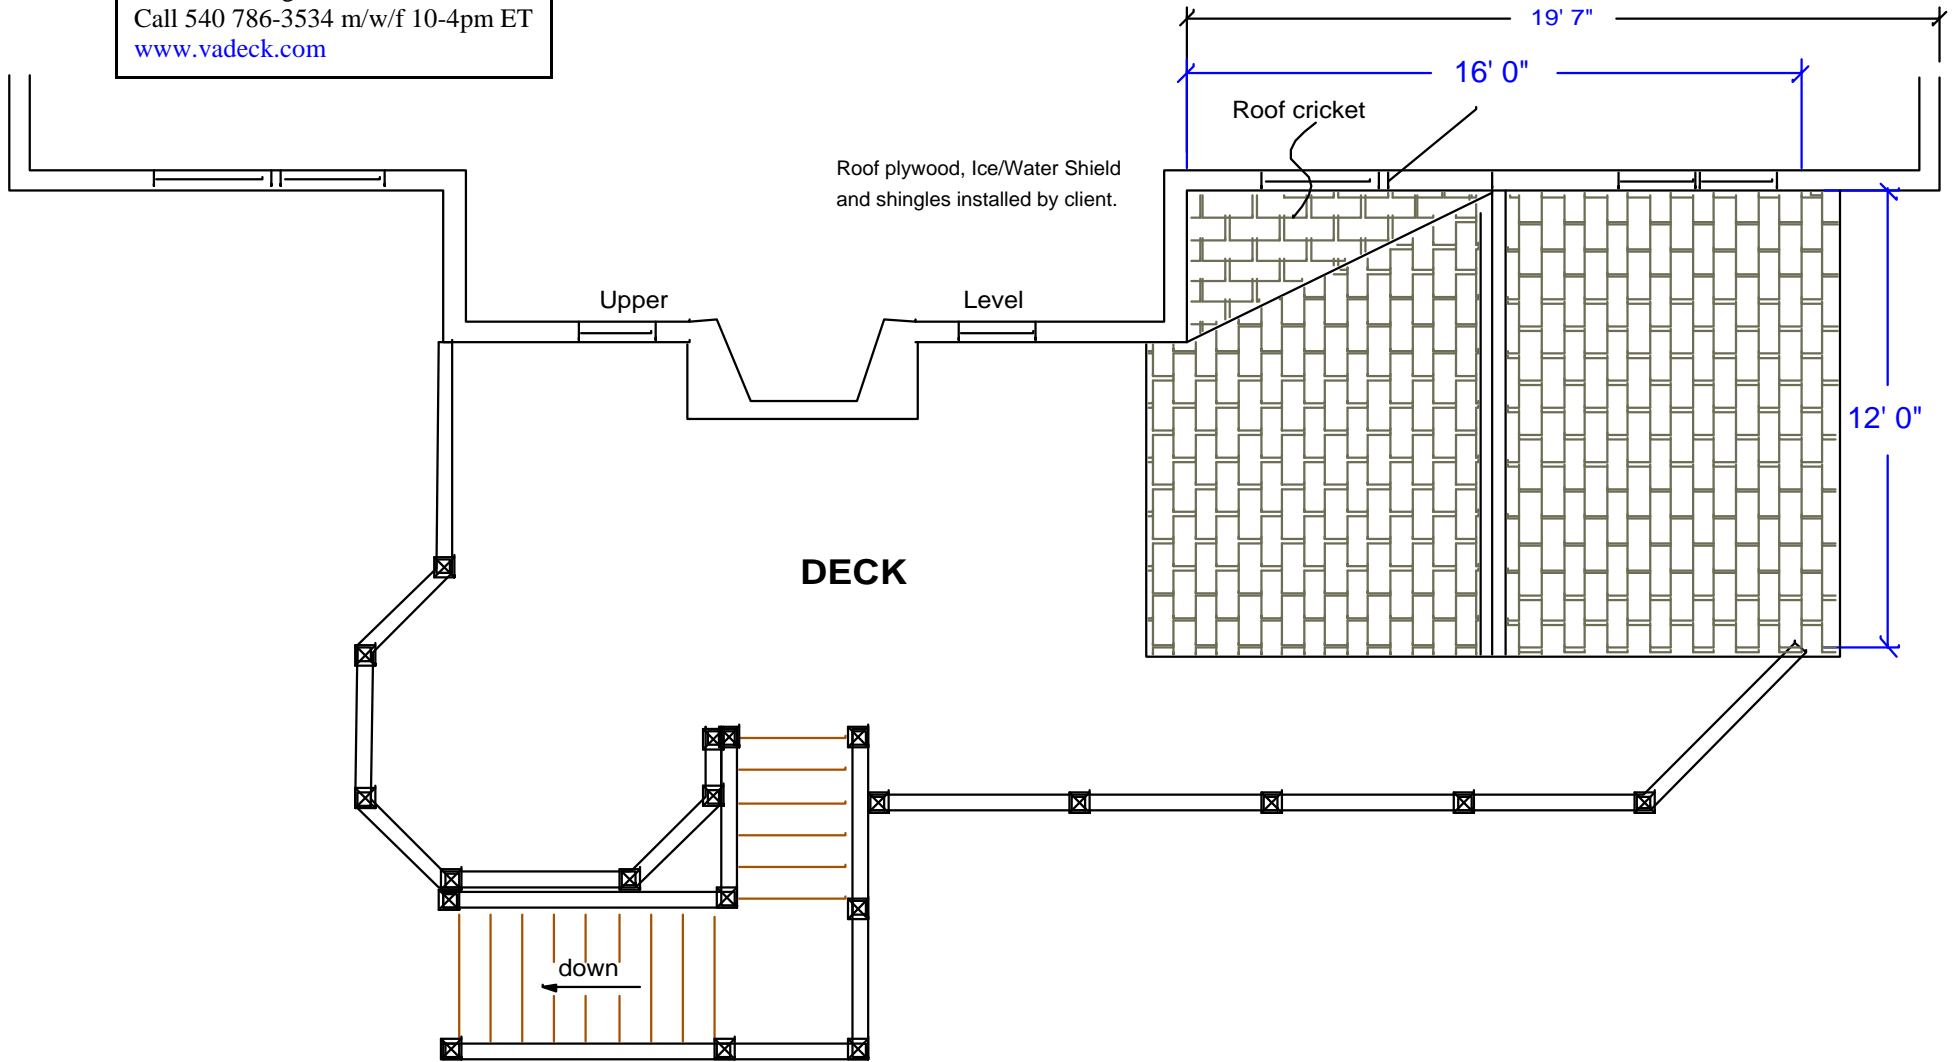 Call 540 786-3534 m/w/f 10-4pm ET
www.vadeck.com
19' 7"
16' 0"
Roof cricket
Roof plywood, Ice/Water Shield
and shingles installed by client.
Upper
Level
12' 0"
DECK
down